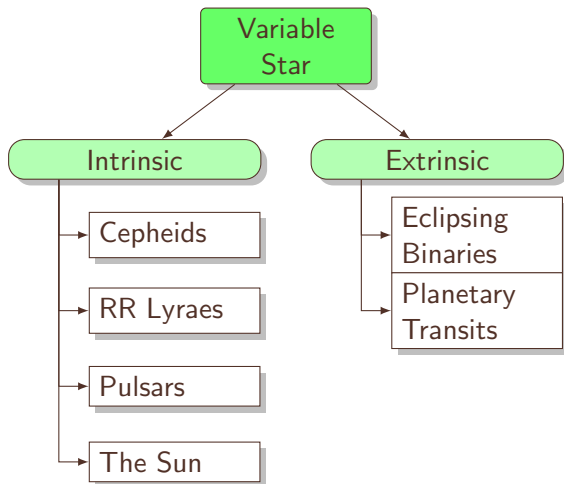 Variable
Star
Intrinsic
Extrinsic
Cepheids
RR Lyraes
Pulsars
The Sun
Eclipsing
Binaries
Planetary
Transits